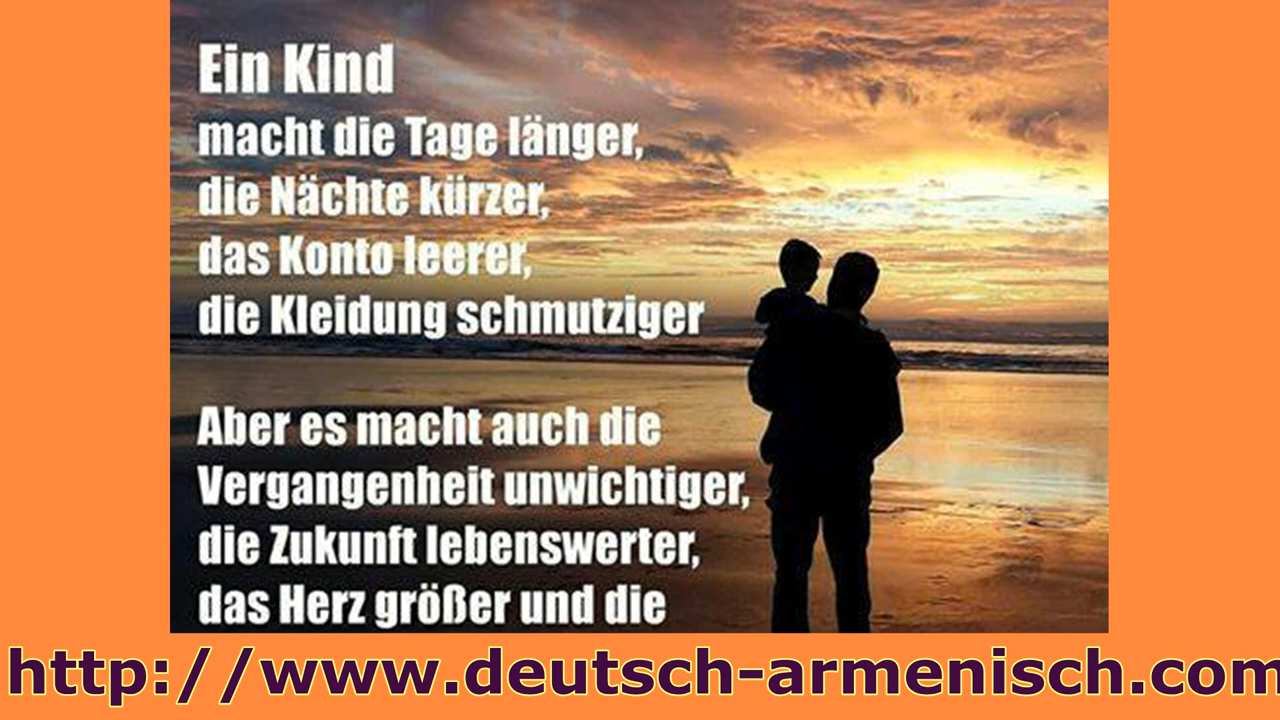 Ein Kind
macht die Tage länger,
die Nächte kürzer,
das Konto leerer,
die Kleidung schmutziger
Aber es macht auch die
Vergangenheit unwichtiger,
die Zukunft lebenswerter,
das Herz größer und die
http://www.deutsch-armenisch.com